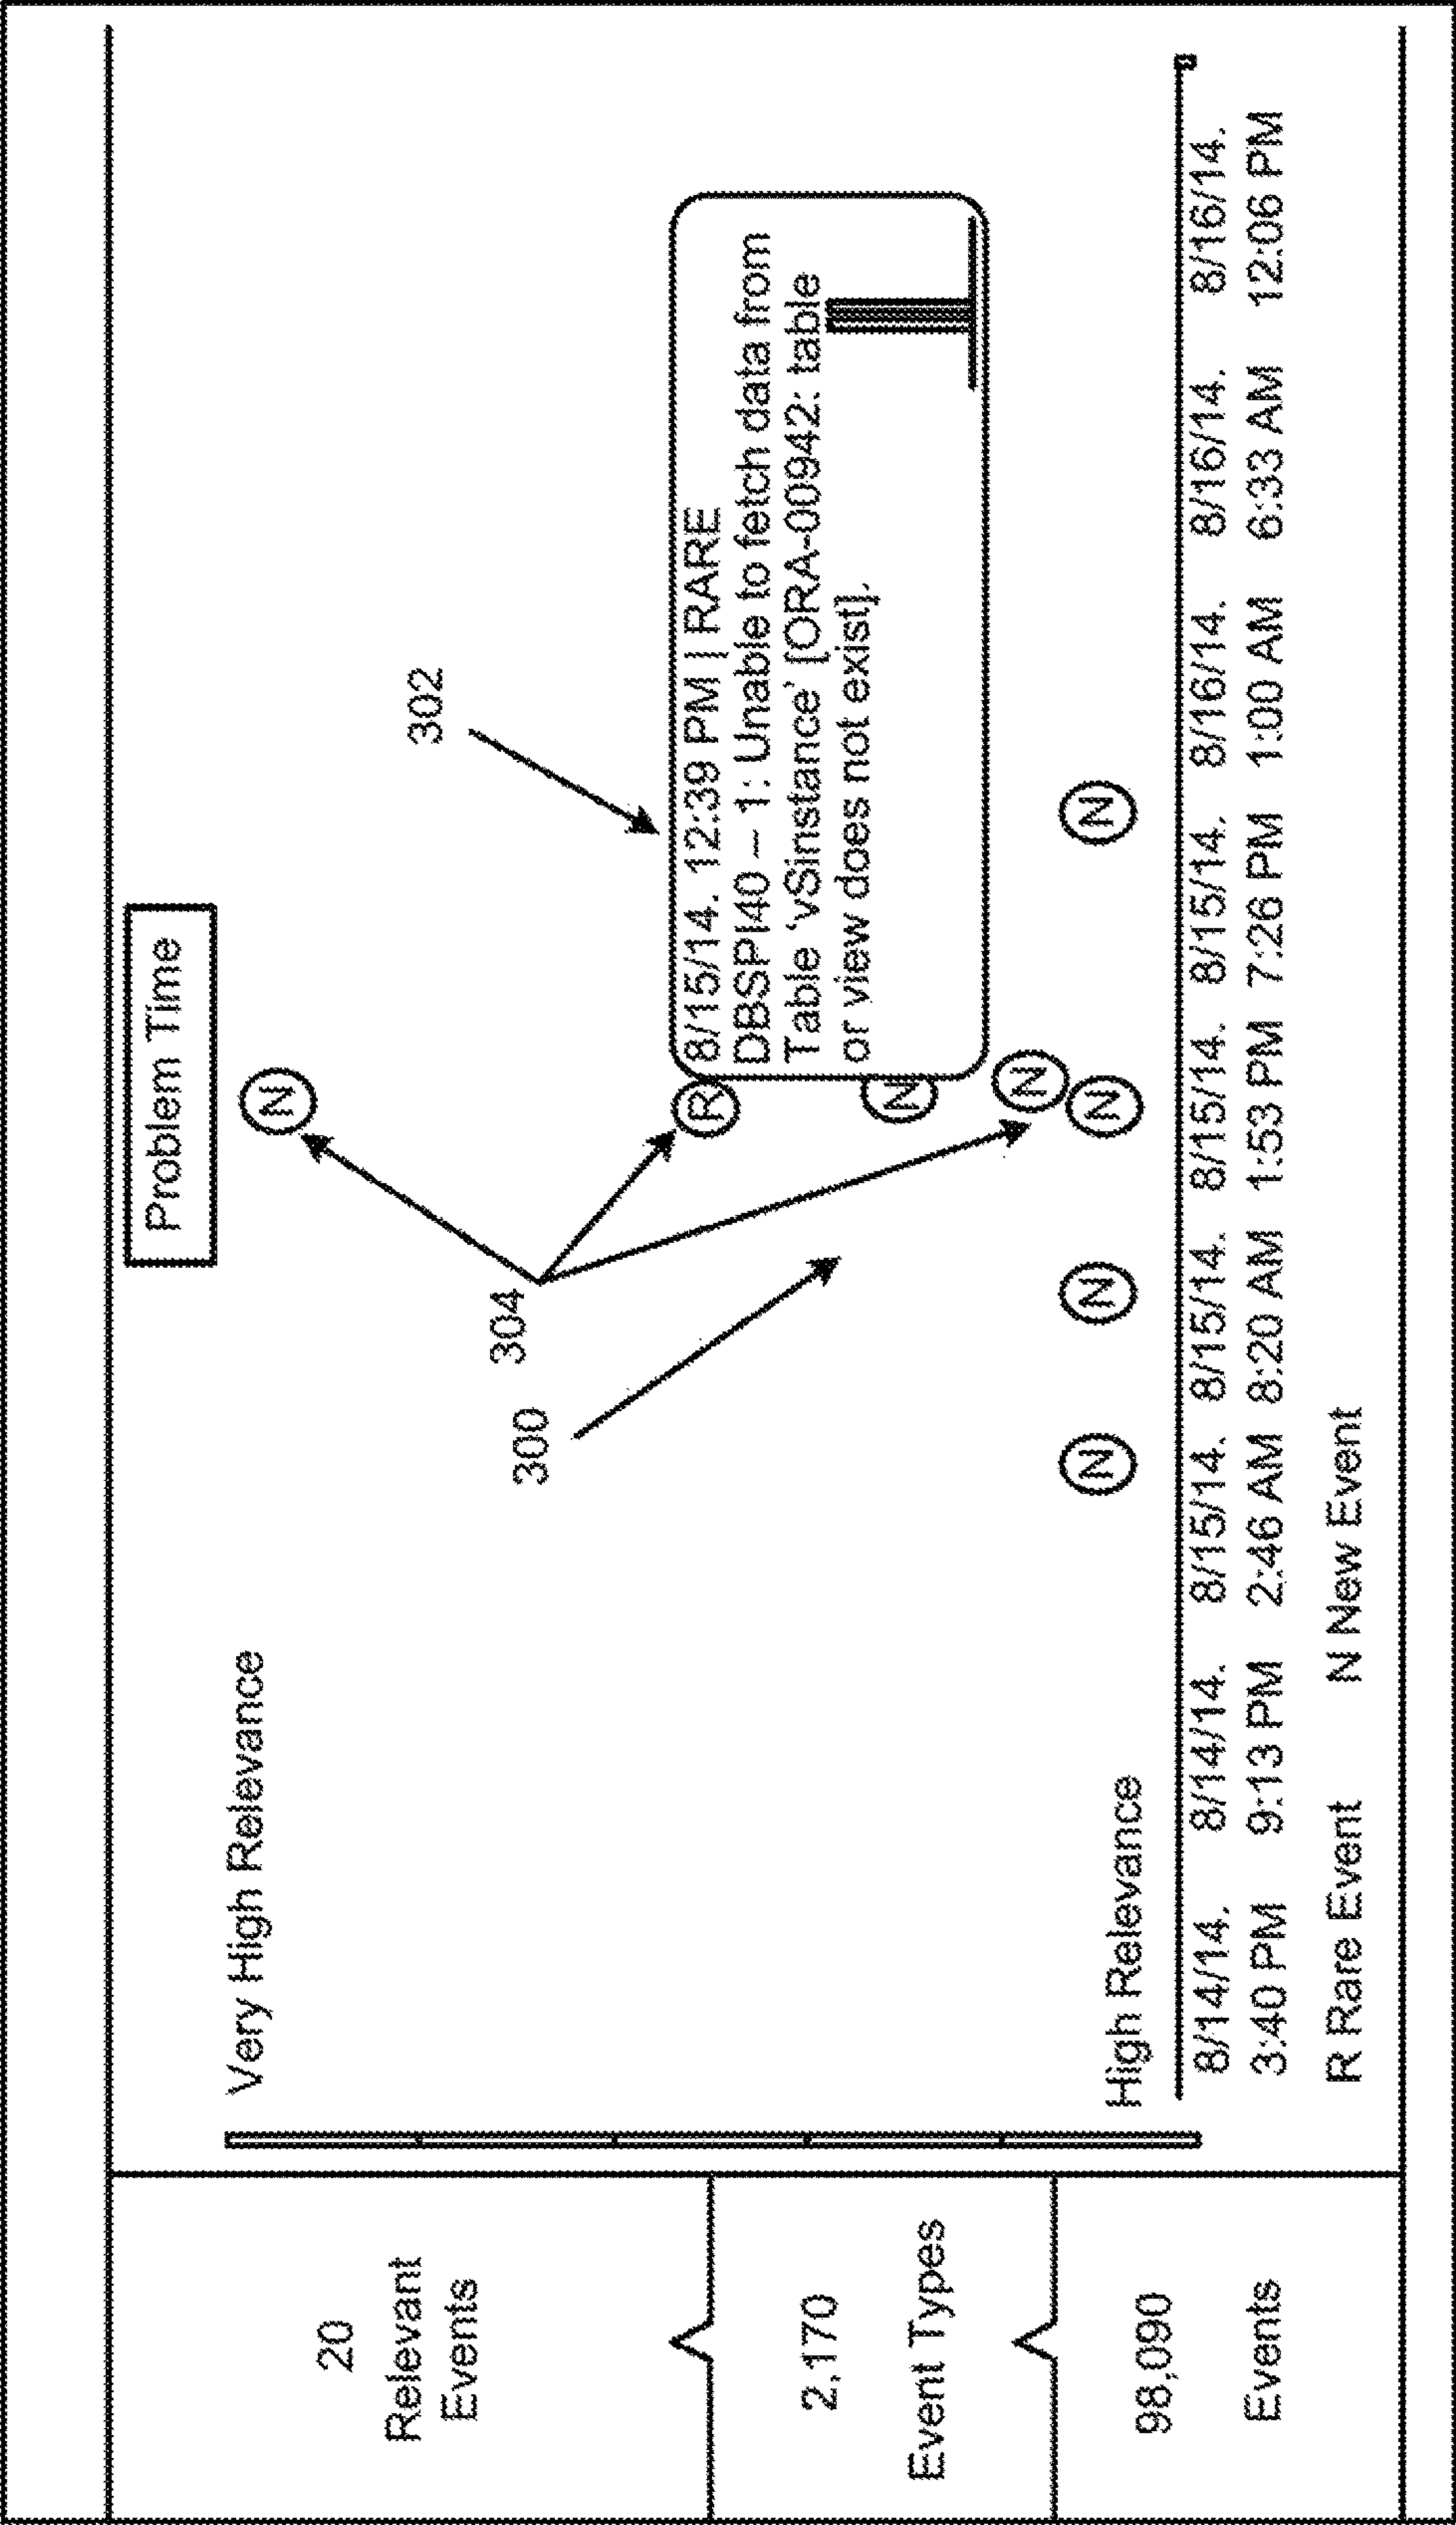 Problem Time
20
Relevant
Events
2,170
Event Types
98,090
Events
Very High Relevance
High Relevance
N
302
304
300
R
8/15/14. 12:39 PM | RARE
DBSPI40 – 1: Unable to fetch data from
Table ‘vSinstance’ [ORA-00942: table
or view does not exist].
N
N
N
N
N
N
8/14/14. 8/14/14. 8/15/14. 8/15/14. 8/15/14. 8/15/14. 8/16/14. 8/16/14. 8/16/14.
3:40 PM 9:13 PM 2:46 AM 8:20 AM 1:53 PM 7:26 PM 1:00 AM 6:33 AM 12:06 PM
R Rare Event N New Event